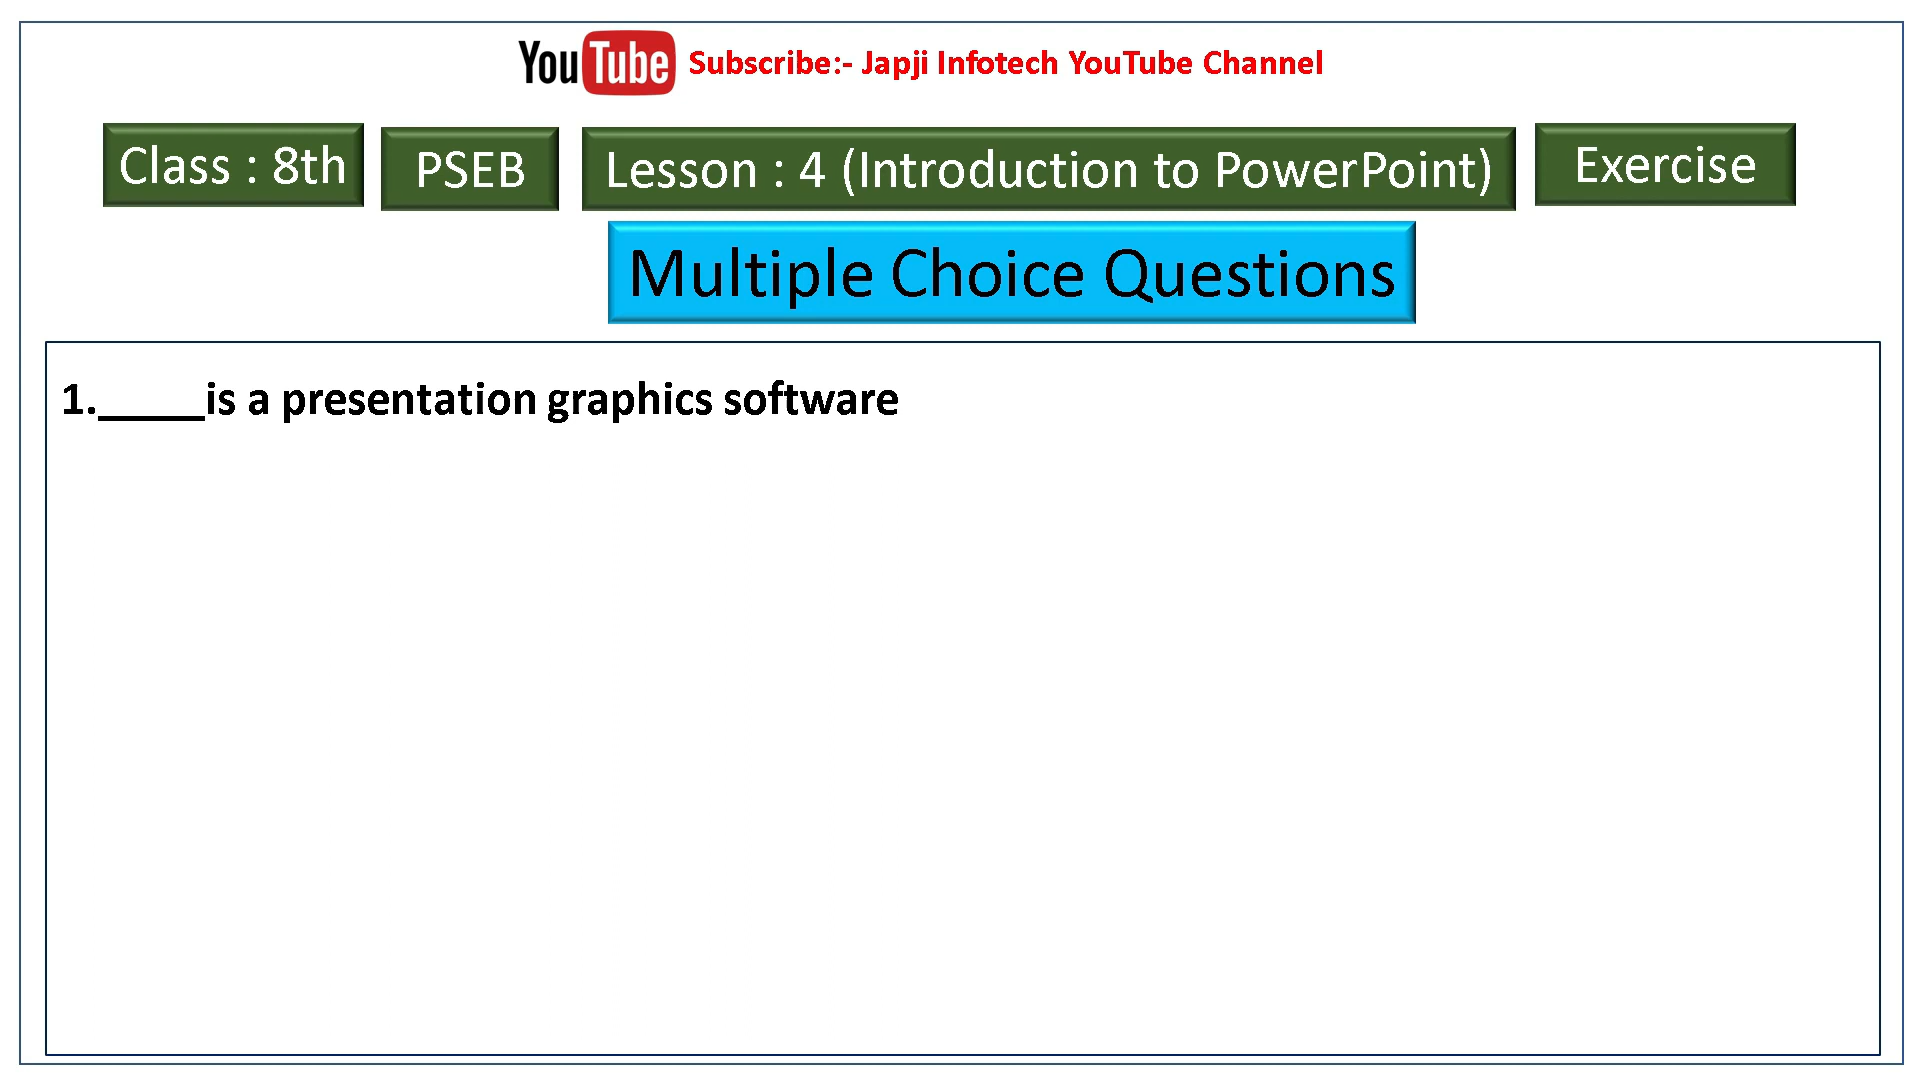 YouTube Subscribe:- Japji Infotech YouTube Channel
Class : 8th PSEB Lesson : 4 (Introduction to PowerPoint) Exercise
Multiple Choice Questions
1._____is a presentation graphics software